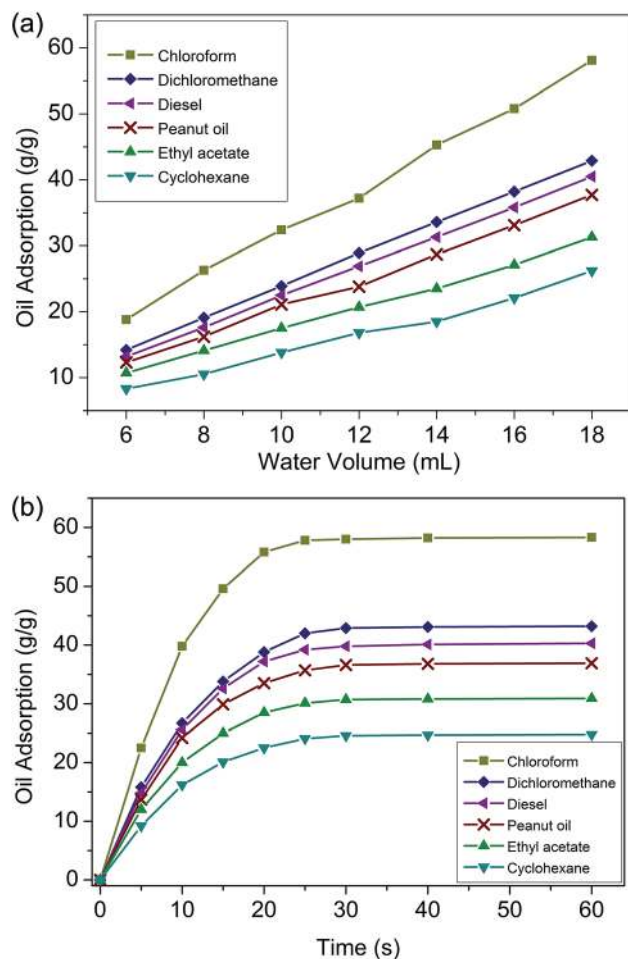 (a)
Chloroform
Dichloromethane
Diesel
Peanut oil
Ethyl acetate
Cyclohexane
Oil Adsorption (g/g)
60
50
40
30
20
10
6 8 10 12 14 16 18
Water Volume (mL)
(b)
Oil Adsorption (g/g)
60
50
40
30
20
10
0
Chloroform
Dichloromethane
Diesel
Peanut oil
Ethyl acetate
Cyclohexane
0 10 20 30 40 50 60
Time (s)